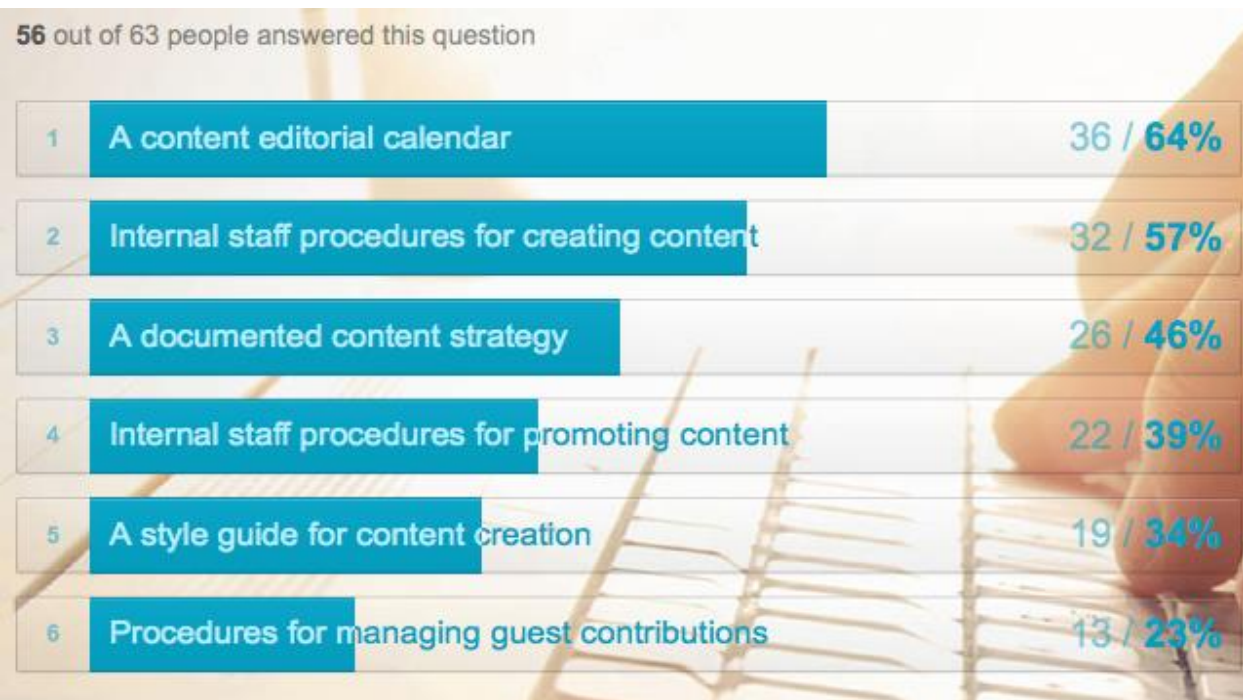 56 out of 63 people answered this question
1 A content editorial calendar 36 / 64%
2 Internal staff procedures for creating content 32 / 57%
3 A documented content strategy 26 / 46%
4 Internal staff procedures for promoting content 22 / 39%
5 A style guide for content creation 19 / 34%
6 Procedures for managing guest contributions 13 / 23%